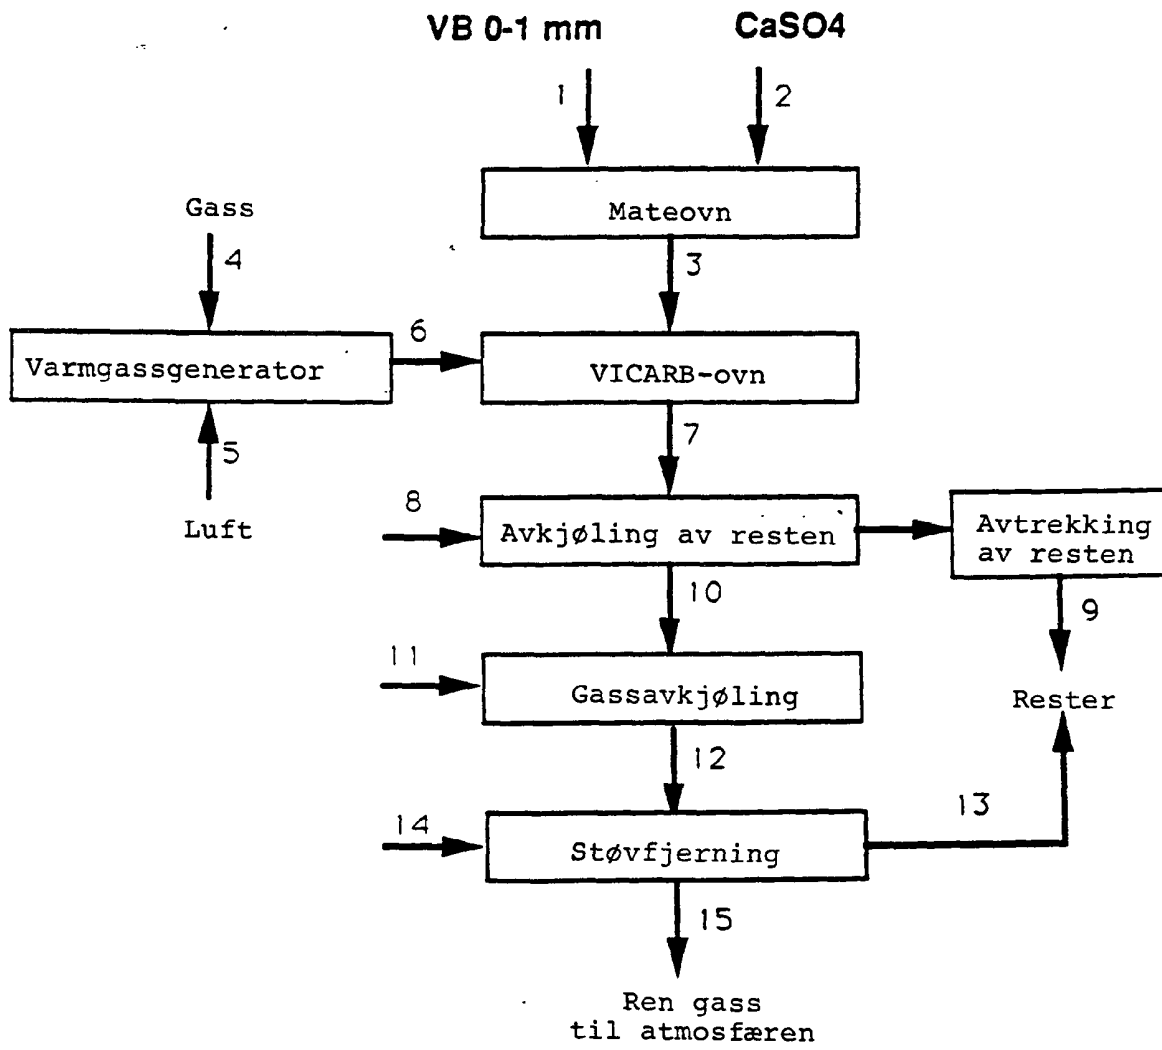 VB 0-1 mm
CaSO4
1
2
Mateovn
Gass
4
3
6
Varmgassgenerator
VICARB-ovn
5
7
Luft
8
Avkjøling av resten
Avtrekking
av resten
10
9
11
Gassavkjøling
Rester
12
13
14
Støvfjerning
15
Ren gass
til atmosfæren